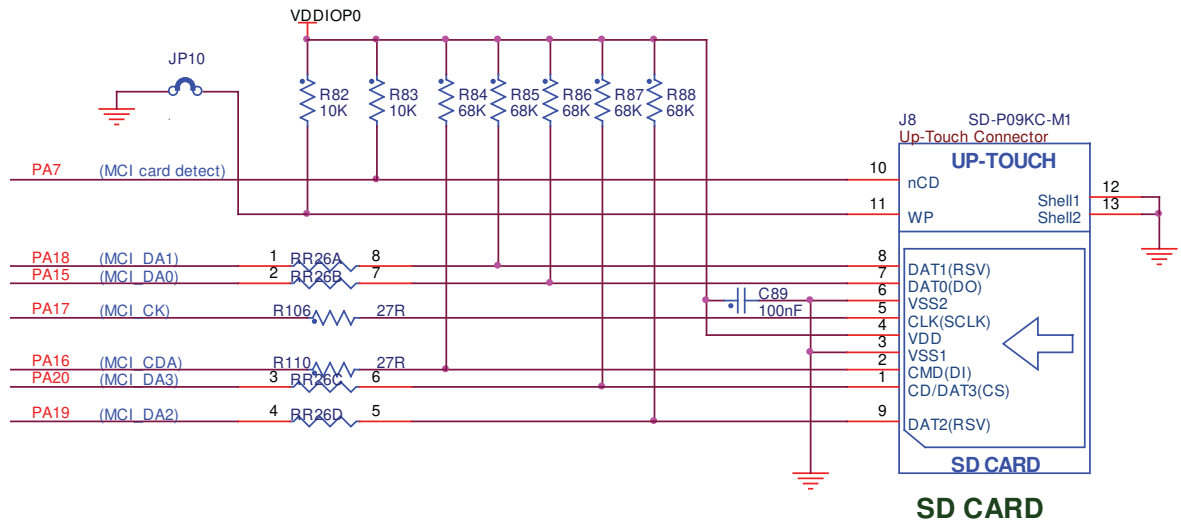 VDDIOP0
JP10
R82 10K
R83 10K
R84 68K
R85 68K
R86 68K
R87 68K
R88 68K
J8 SD-P09KC-M1
Up-Touch Connector
UP-TOUCH
PA7 (MCI card detect) 10 nCD
11 WP
Shell1 12
Shell2 13
PA18 (MCI_DA1) 1 RR26A 8 8 DAT1(RSV)
PA15 (MCI_DA0) 2 RR26B 7 7 DAT0(DO)
6 VSS2
C89 100nF
PA17 (MCI_CK) R106 27R 5 CLK(SCLK)
4 VDD
3 VSS1
PA16 (MCI_CDA) R110 27R 2 CMD(DI)
PA20 (MCI_DA3) 3 RR26C 6 1 CD/DAT3(CS)
PA19 (MCI_DA2) 4 RR26D 5 9 DAT2(RSV)
SD CARD
SD CARD